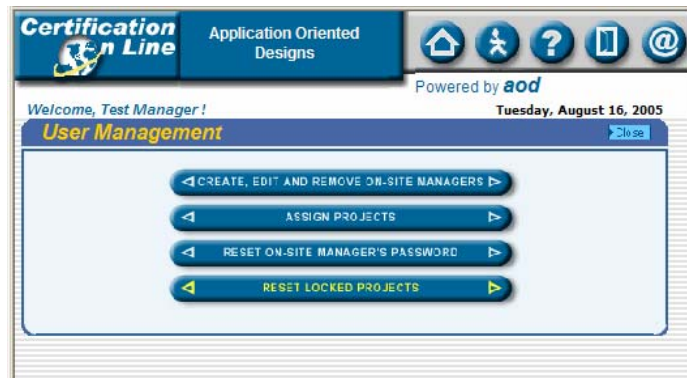 Certification
On Line
Application Oriented
Designs
Powered by aod
Welcome, Test Manager !
Tuesday, August 16, 2005
User Management
Close
CREATE, EDIT AND REMOVE ON-SITE MANAGERS
ASSIGN PROJECTS
RESET ON-SITE MANAGER'S PASSWORD
RESET LOCKED PROJECTS